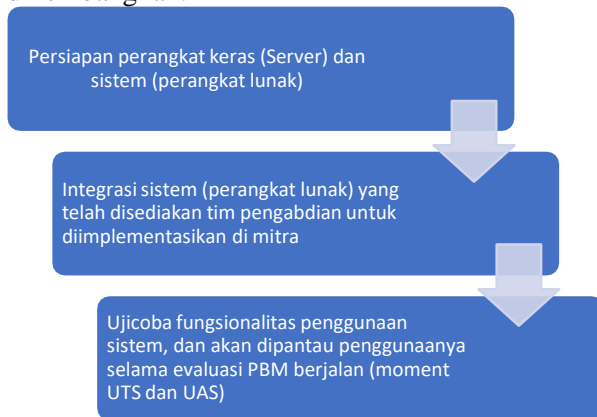 Persiapan perangkat keras (Server) dan
sistem (perangkat lunak)
Integrasi sistem (perangkat lunak) yang
telah disediakan tim pengabdian untuk
diimplementasikan di mitra
Ujicoba fungsionalitas penggunaan
sistem, dan akan dipantau penggunaanya
selama evaluasi PBM berjalan (moment
UTS dan UAS)